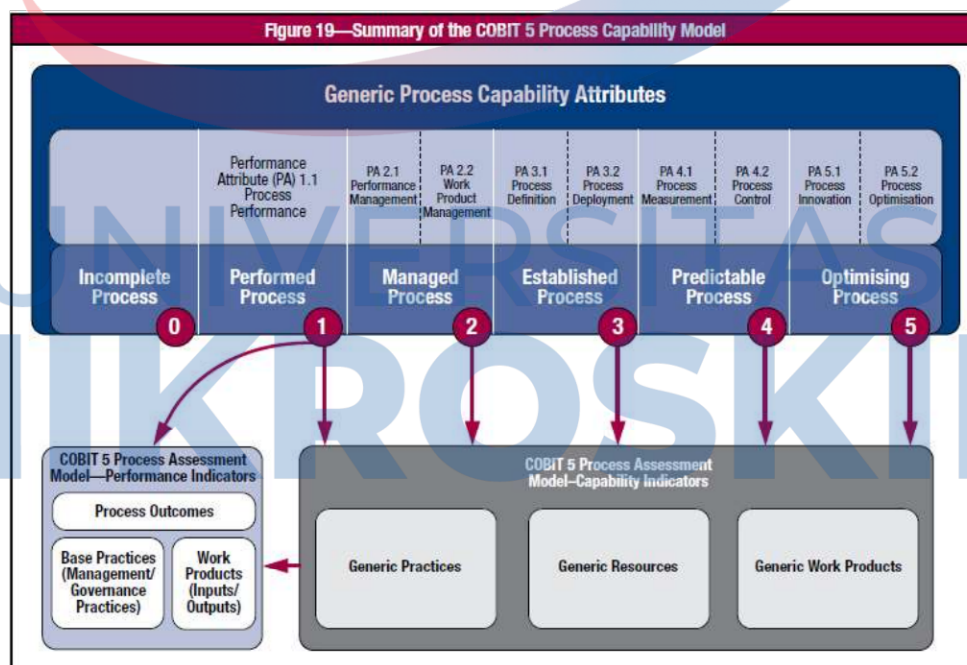 Figure 19—Summary of the COBIT 5 Process Capability Model
Generic Process Capability Attributes
Performance
Attribute (PA) 1.1
Process
Performance
PA 2.1
Performance
Management
PA 2.2
Work
Product
Management
PA 3.1
Process
Definition
PA 3.2
Process
Deployment
PA 4.1
Process
Measurement
PA 4.2
Process
Control
PA 5.1
Process
Innovation
PA 5.2
Process
Optimisation
Incomplete
Process
0
Performed
Process
1
Managed
Process
2
Established
Process
3
Predictable
Process
4
Optimising
Process
5
UNIVERSITAS
MIKROSKIL
COBIT 5 Process Assessment
Model—Performance Indicators
Process Outcomes
Base Practices
(Management/
Governance
Practices)
Work
Products
(Inputs/
Outputs)
COBIT 5 Process Assessment
Model–Capability Indicators
Generic Practices
Generic Resources
Generic Work Products